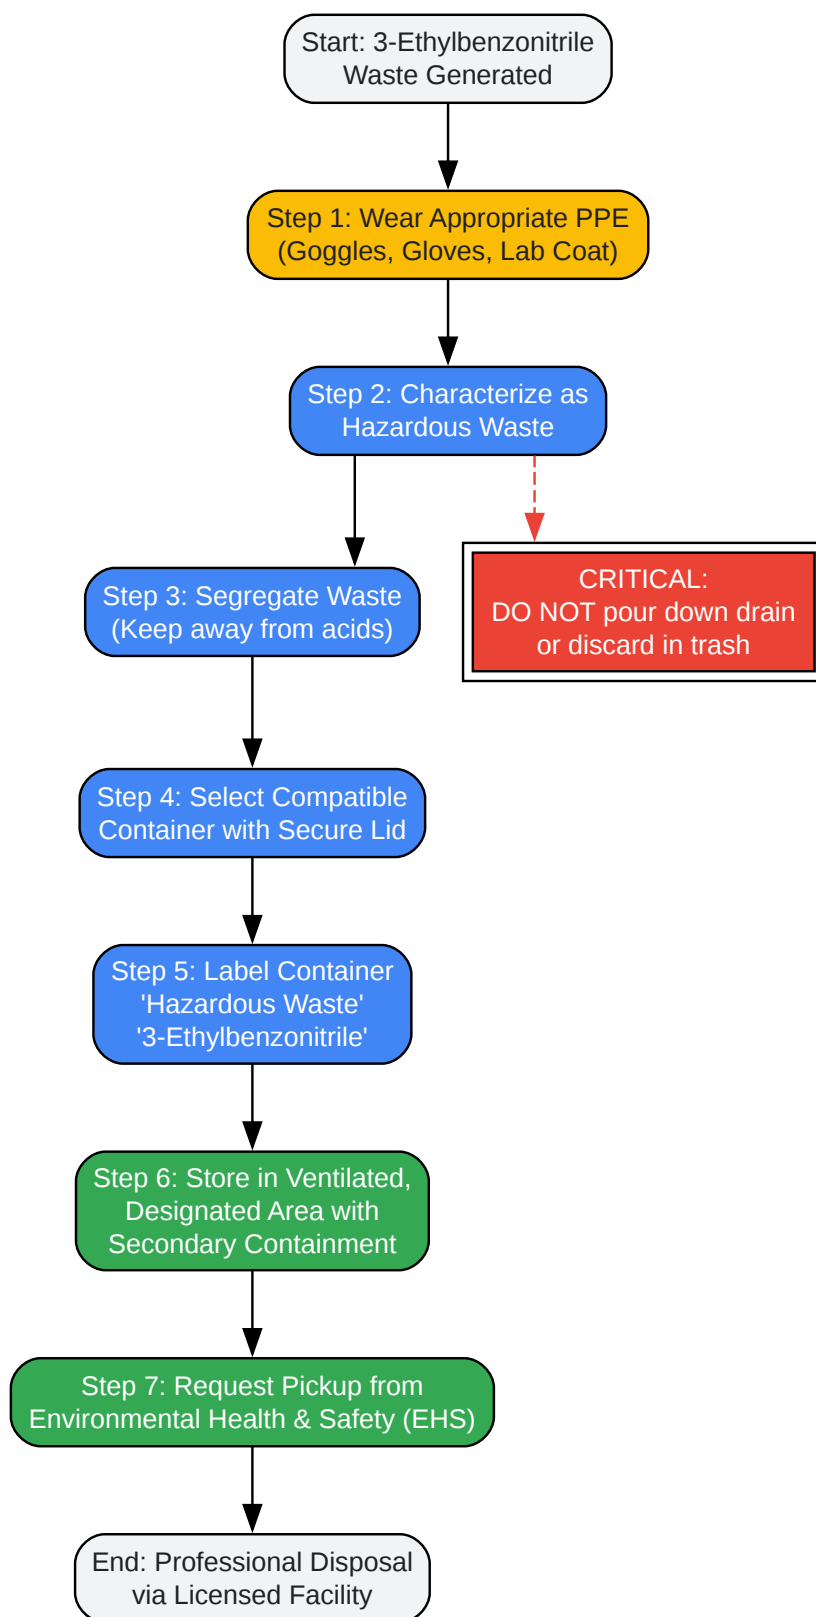 Start: 3-Ethylbenzonitrile
Waste Generated
Step 1: Wear Appropriate PPE
(Goggles, Gloves, Lab Coat)
Step 2: Characterize as
Hazardous Waste
Step 3: Segregate Waste
(Keep away from acids)
CRITICAL:
DO NOT pour down drain
or discard in trash
Step 4: Select Compatible
Container with Secure Lid
Step 5: Label Container
'Hazardous Waste'
'3-Ethylbenzonitrile'
Step 6: Store in Ventilated,
Designated Area with
Secondary Containment
Step 7: Request Pickup from
Environmental Health & Safety (EHS)
End: Professional Disposal
via Licensed Facility